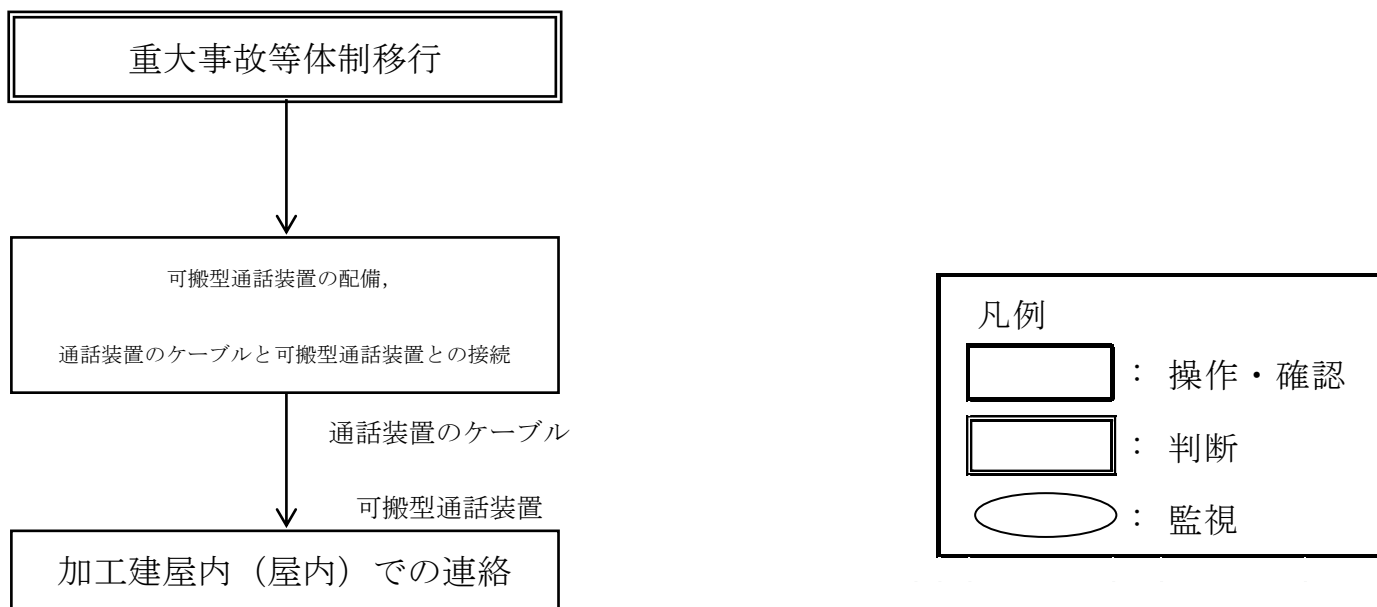 重大事故等体制移行
可搬型通話装置の配備，
通話装置のケーブルと可搬型通話装置との接続
通話装置のケーブル
可搬型通話装置
加工建屋内（屋内）での連絡
凡例
： 操作・確認
： 判断
： 監視